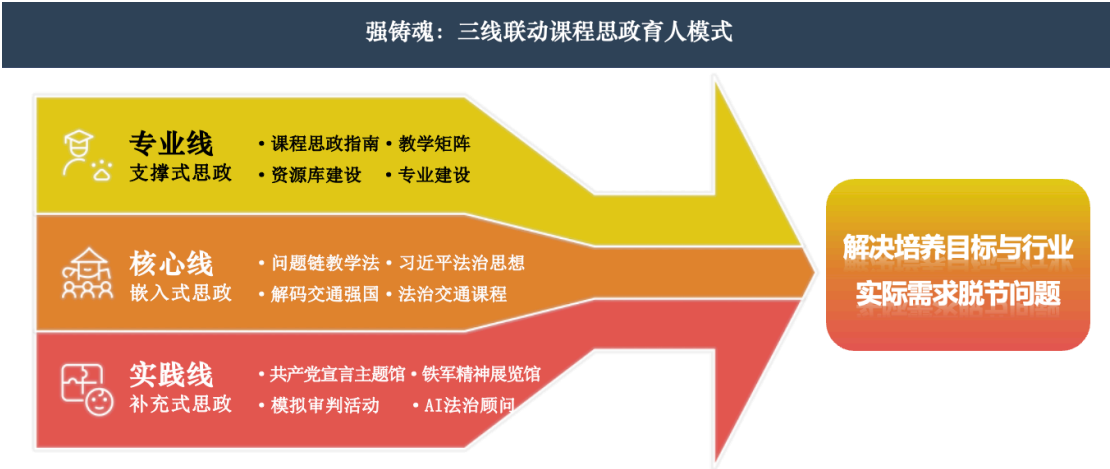 强铸魂：三线联动课程思政育人模式
专业线
支撑式思政
• 课程思政指南 • 教学矩阵
• 资源库建设 • 专业建设
核心线
嵌入式思政
• 问题链教学法 • 习近平法治思想
• 解码交通强国 • 法治交通课程
实践线
补充式思政
• 共产党宣言主题馆 • 铁军精神展览馆
• 模拟审判活动 • AI法治顾问
解决培养目标与行业
实际需求脱节问题